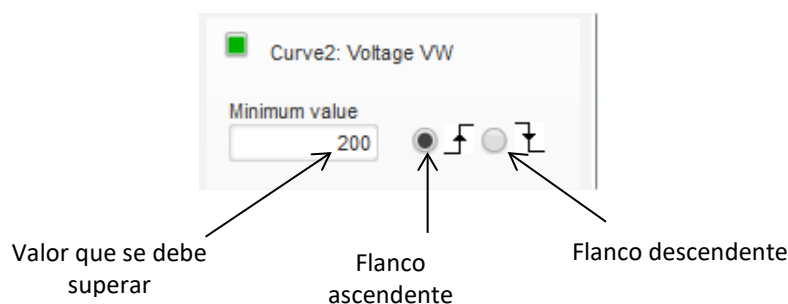 Curve2: Voltage VW
Minimum value
200
Valor que se debe
superar
Flanco
ascendente
Flanco descendente